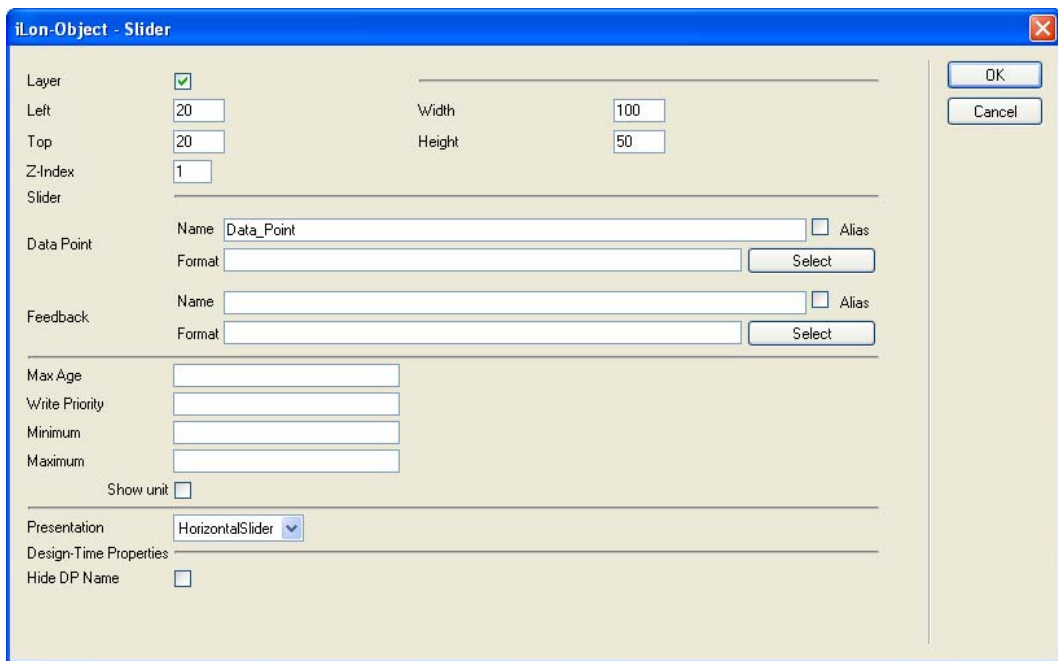 iLon-Object - Slider
Layer
OK
Left 20 Width 100
Cancel
Top 20 Height 50
Z-Index 1
Slider
Data Point
Name Data_Point Alias
Format Select
Feedback
Name Alias
Format Select
Max Age
Write Priority
Minimum
Maximum
Show unit
Presentation HorizontalSlider
Design-Time Properties
Hide DP Name